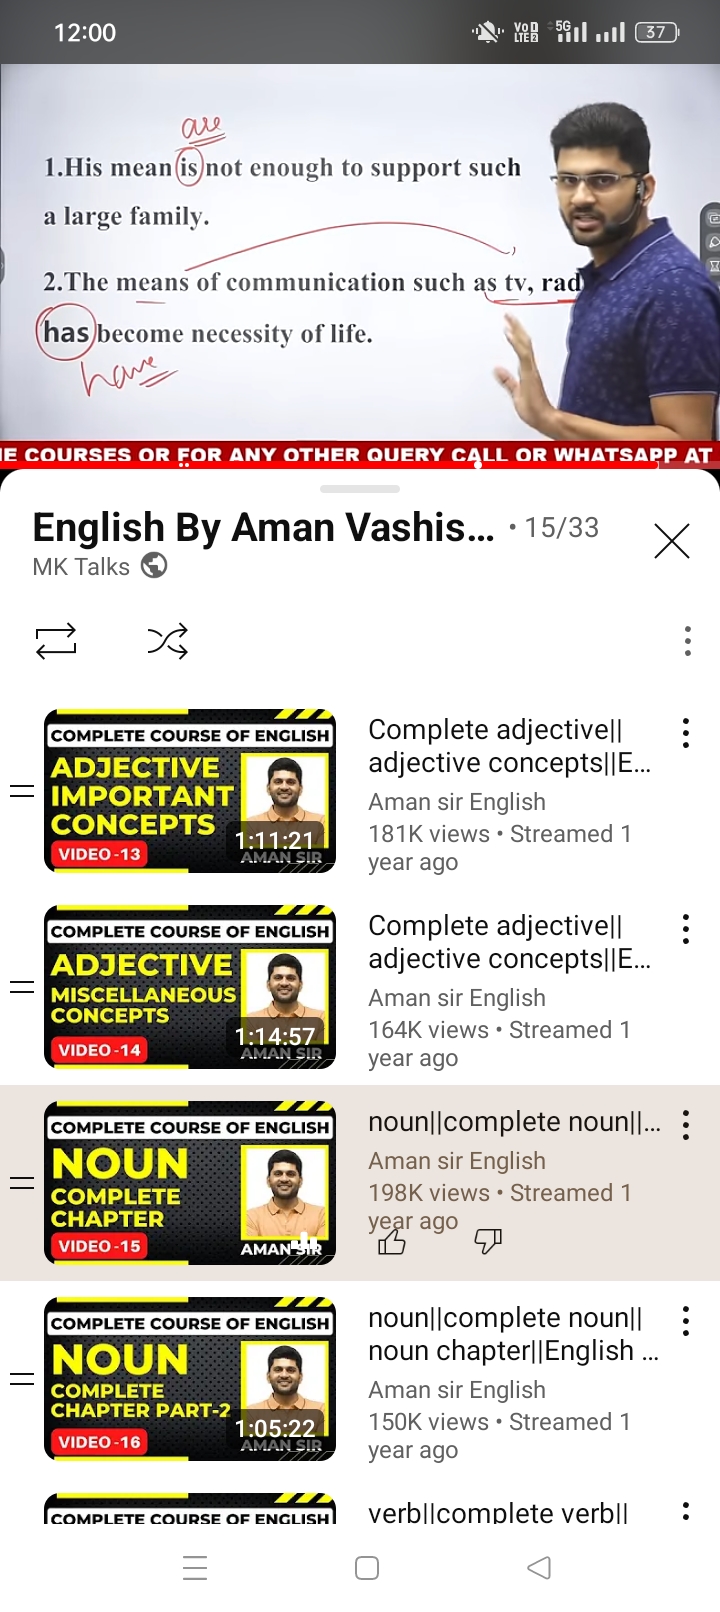 12:00
VoD
LTE2
5G
37
are
1.His mean is not enough to support such
a large family.
2.The means of communication such as tv, rad
has become necessity of life.
have
E COURSES OR FOR ANY OTHER QUERY CALL OR WHATSAPP AT
English By Aman Vashis... • 15/33
MK Talks
COMPLETE COURSE OF ENGLISH
ADJECTIVE
IMPORTANT
CONCEPTS
VIDEO -13
1:11:21
AMAN SIR
Complete adjective||
adjective concepts||E...
Aman sir English
181K views • Streamed 1
year ago
COMPLETE COURSE OF ENGLISH
ADJECTIVE
MISCELLANEOUS
CONCEPTS
VIDEO -14
1:14:57
AMAN SIR
Complete adjective||
adjective concepts||E...
Aman sir English
164K views • Streamed 1
year ago
COMPLETE COURSE OF ENGLISH
NOUN
COMPLETE
CHAPTER
VIDEO -15
AMAN SIR
noun||complete noun||...
Aman sir English
198K views • Streamed 1
year ago
COMPLETE COURSE OF ENGLISH
NOUN
COMPLETE
CHAPTER PART-2
VIDEO -16
1:05:22
AMAN SIR
noun||complete noun||
noun chapter||English ...
Aman sir English
150K views • Streamed 1
year ago
COMPLETE COURSE OF ENGLISH
verb||complete verb||